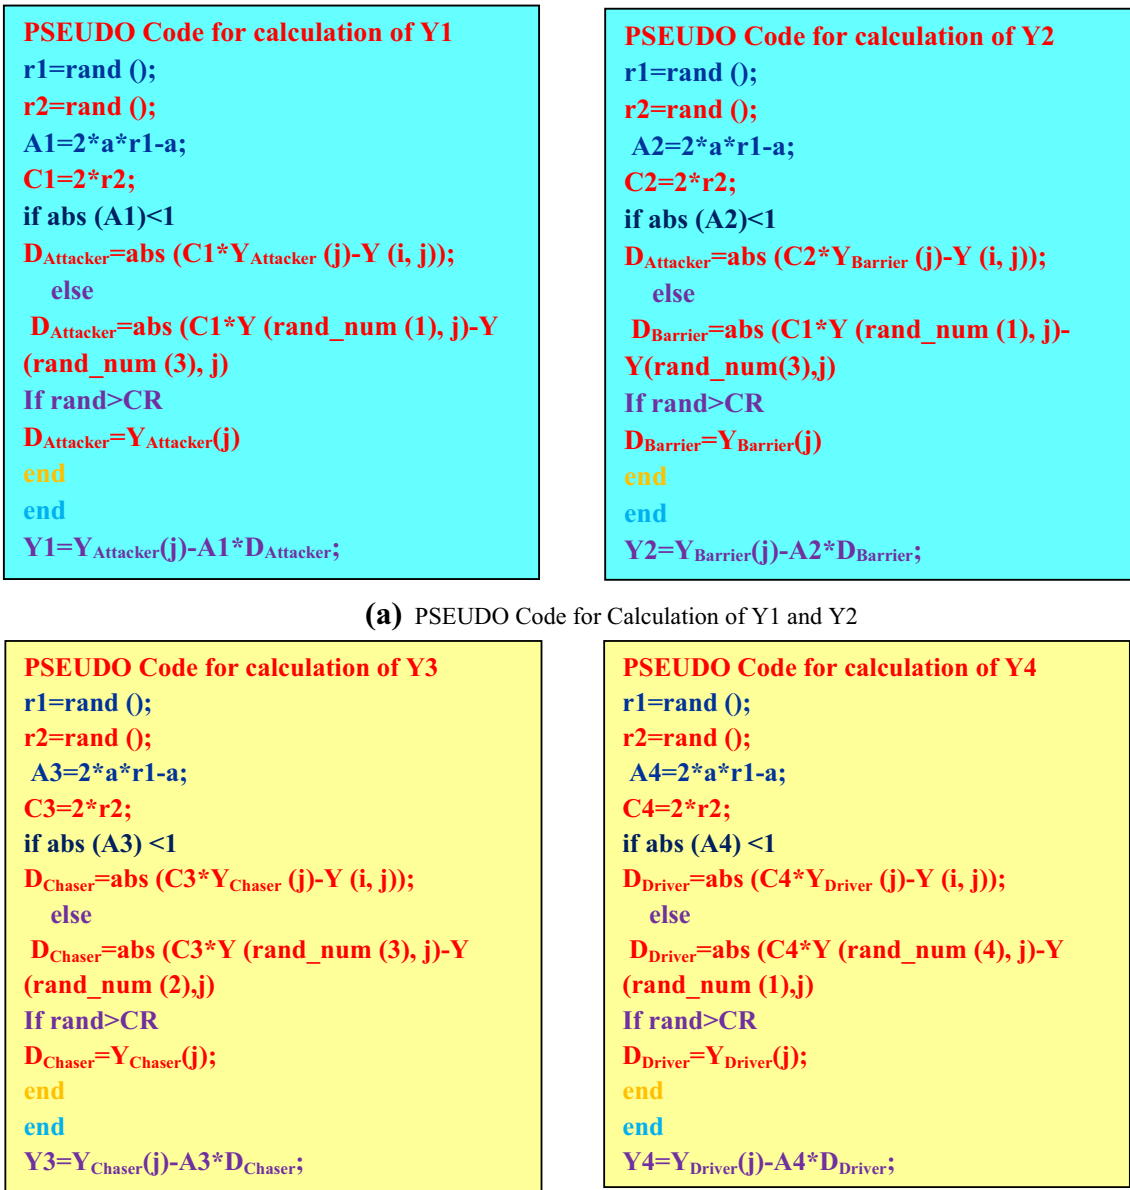 PSEUDO Code for calculation of Y1
r1=rand ();
r2=rand ();
A1=2*a*r1-a;
C1=2*r2;
if abs (A1)<1
DAttacker=abs (C1*YAttacker (j)-Y (i, j));
else
DAttacker=abs (C1*Y (rand_num (1), j)-Y
(rand_num (3), j)
If rand>CR
DAttacker=YAttacker(j)
end
end
Y1=YAttacker(j)-A1*DAttacker;
PSEUDO Code for calculation of Y2
r1=rand ();
r2=rand ();
A2=2*a*r1-a;
C2=2*r2;
if abs (A2)<1
DAttacker=abs (C2*YBarrier (j)-Y (i, j));
else
DBarrier=abs (C1*Y (rand_num (1), j)-
Y(rand_num(3),j)
If rand>CR
DBarrier=YBarrier(j)
end
end
Y2=YBarrier(j)-A2*DBarrier;
(a) PSEUDO Code for Calculation of Y1 and Y2
PSEUDO Code for calculation of Y3
r1=rand ();
r2=rand ();
A3=2*a*r1-a;
C3=2*r2;
if abs (A3) <1
DChaser=abs (C3*YChaser (j)-Y (i, j));
else
DChaser=abs (C3*Y (rand_num (3), j)-Y
(rand_num (2),j)
If rand>CR
DChaser=YChaser(j);
end
end
Y3=YChaser(j)-A3*DChaser;
PSEUDO Code for calculation of Y4
r1=rand ();
r2=rand ();
A4=2*a*r1-a;
C4=2*r2;
if abs (A4) <1
DDriver=abs (C4*YDriver (j)-Y (i, j));
else
DDriver=abs (C4*Y (rand_num (4), j)-Y
(rand_num (1),j)
If rand>CR
DDriver=YDriver(j);
end
end
Y4=YDriver(j)-A4*DDriver;